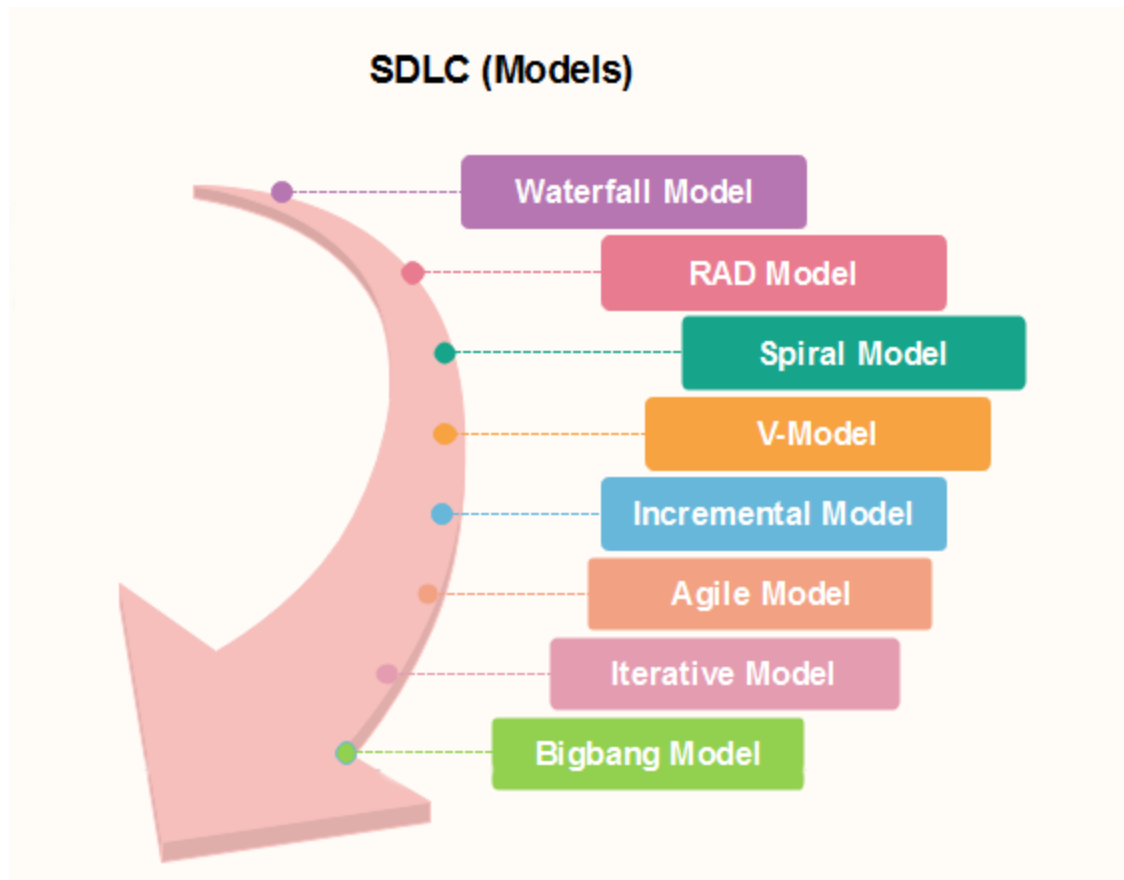 SDLC (Models)
Waterfall Model
RAD Model
Spiral Model
V-Model
Incremental Model
Agile Model
Iterative Model
Bigbang Model